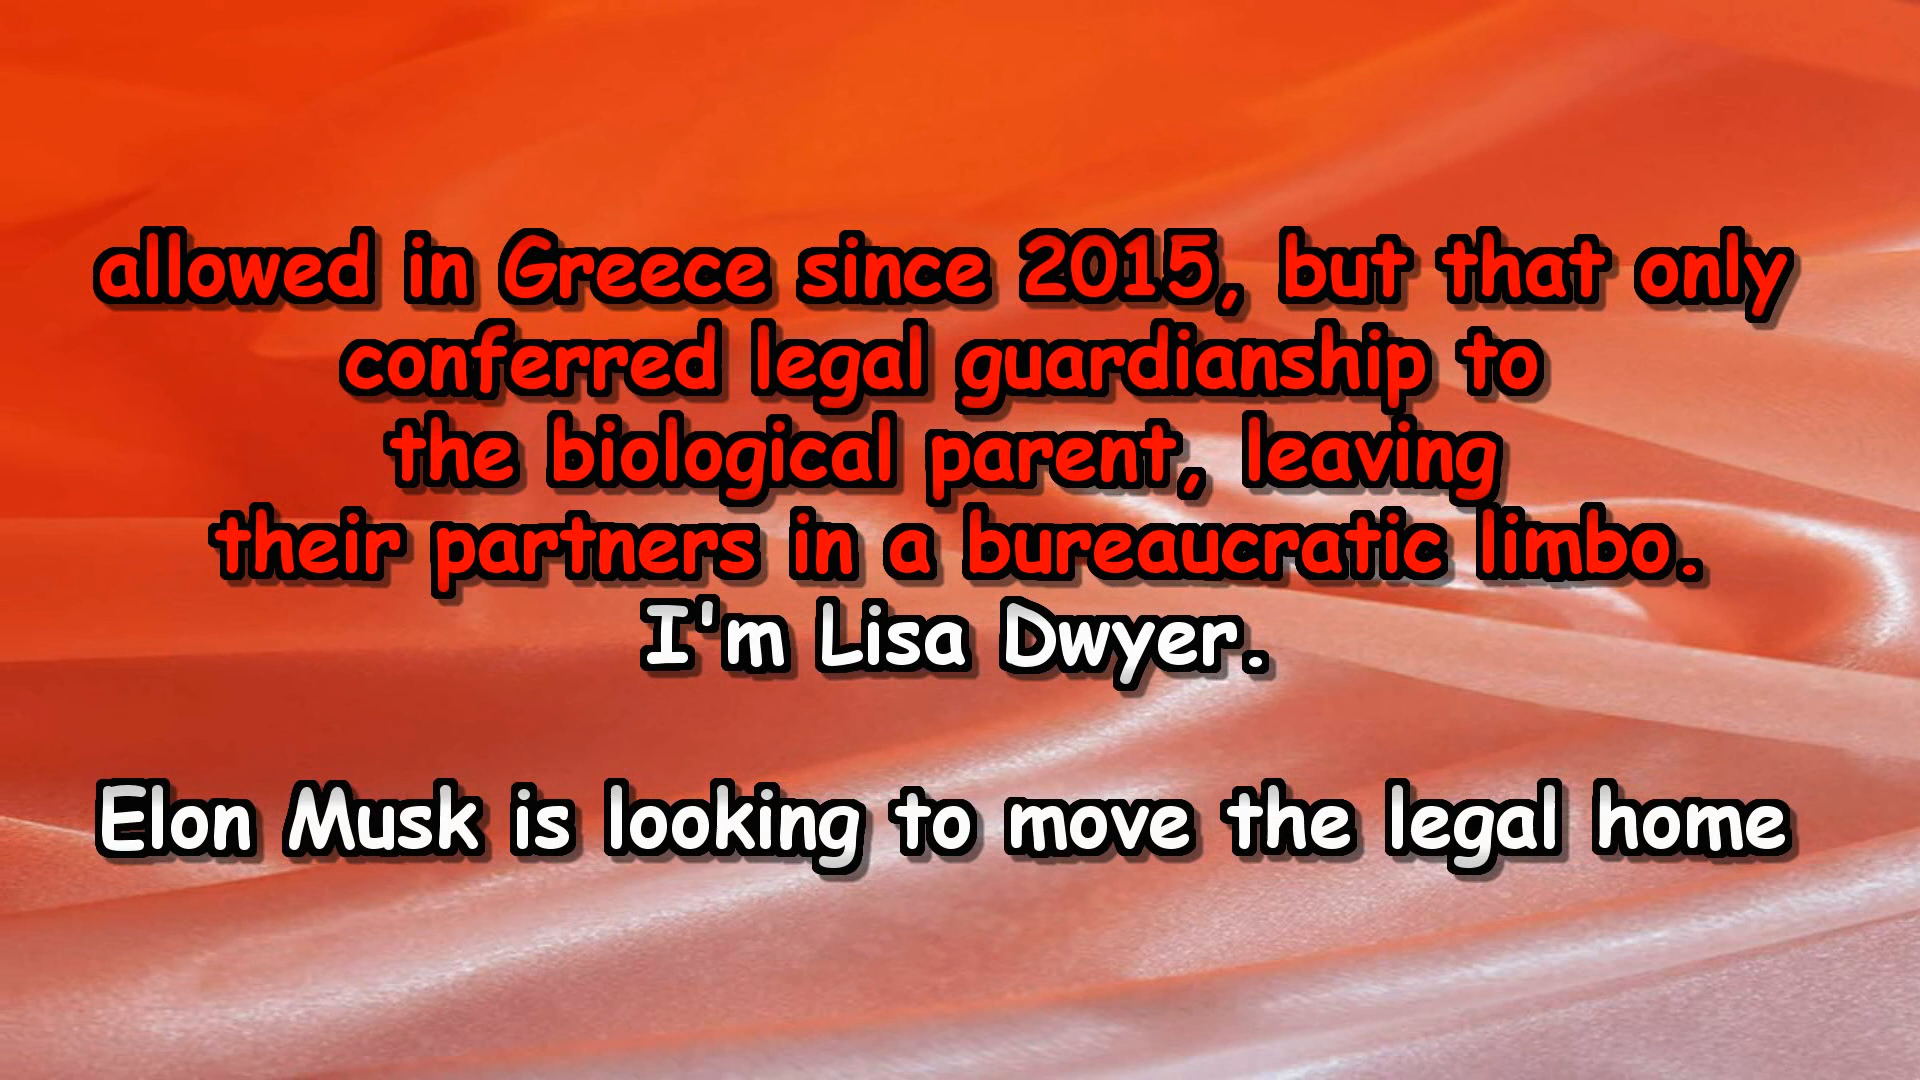 allowed in Greece since 2015, but that only
conferred legal guardianship to
the biological parent, leaving
their partners in a bureaucratic limbo.
I'm Lisa Dwyer.
Elon Musk is looking to move the legal home